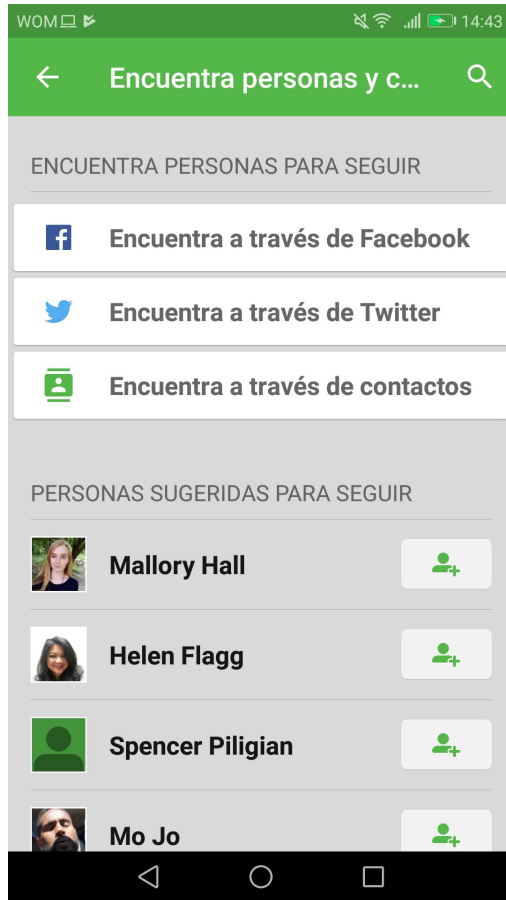 WOM 14:43
Encuentra personas y c...
ENCUENTRA PERSONAS PARA SEGUIR
Encuentra a través de Facebook
Encuentra a través de Twitter
Encuentra a través de contactos
PERSONAS SUGERIDAS PARA SEGUIR
Mallory Hall
Helen Flagg
Spencer Piligian
Mo Jo